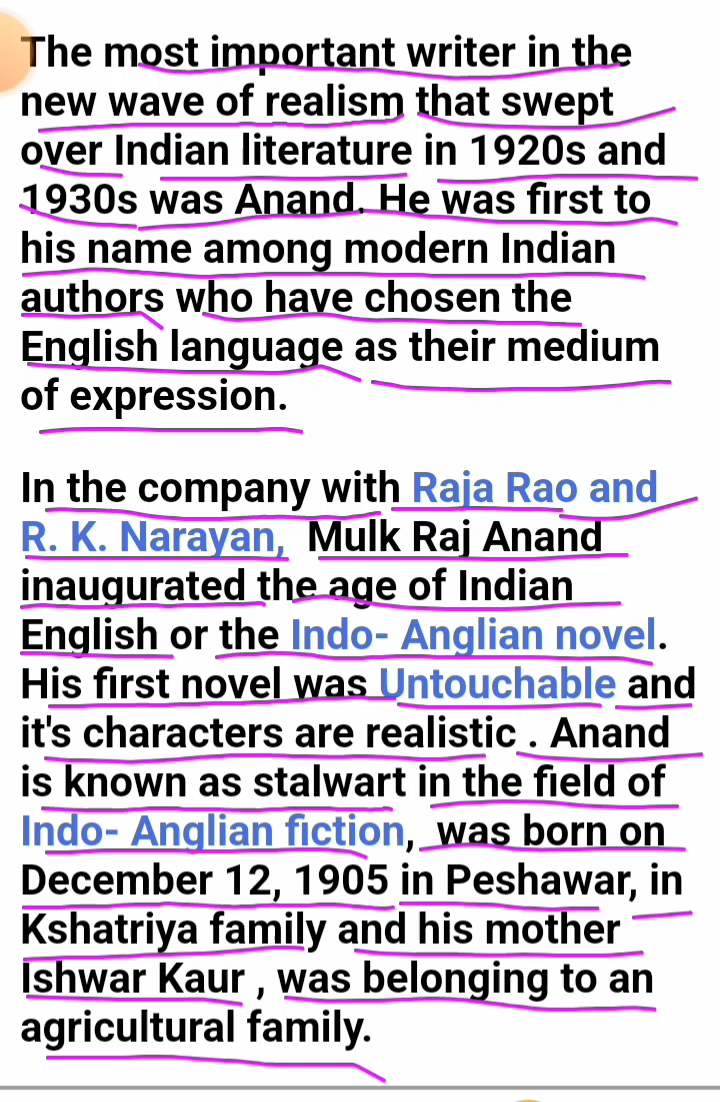 The most important writer in the
new wave of realism that swept
over Indian literature in 1920s and
1930s was Anand. He was first to
his name among modern Indian
authors who have chosen the
English language as their medium
of expression.
In the company with Raja Rao and
R. K. Narayan, Mulk Raj Anand
inaugurated the age of Indian
English or the Indo- Anglian novel.
His first novel was Untouchable and
it's characters are realistic . Anand
is known as stalwart in the field of
Indo- Anglian fiction, was born on
December 12, 1905 in Peshawar, in
Kshatriya family and his mother
Ishwar Kaur , was belonging to an
agricultural family.